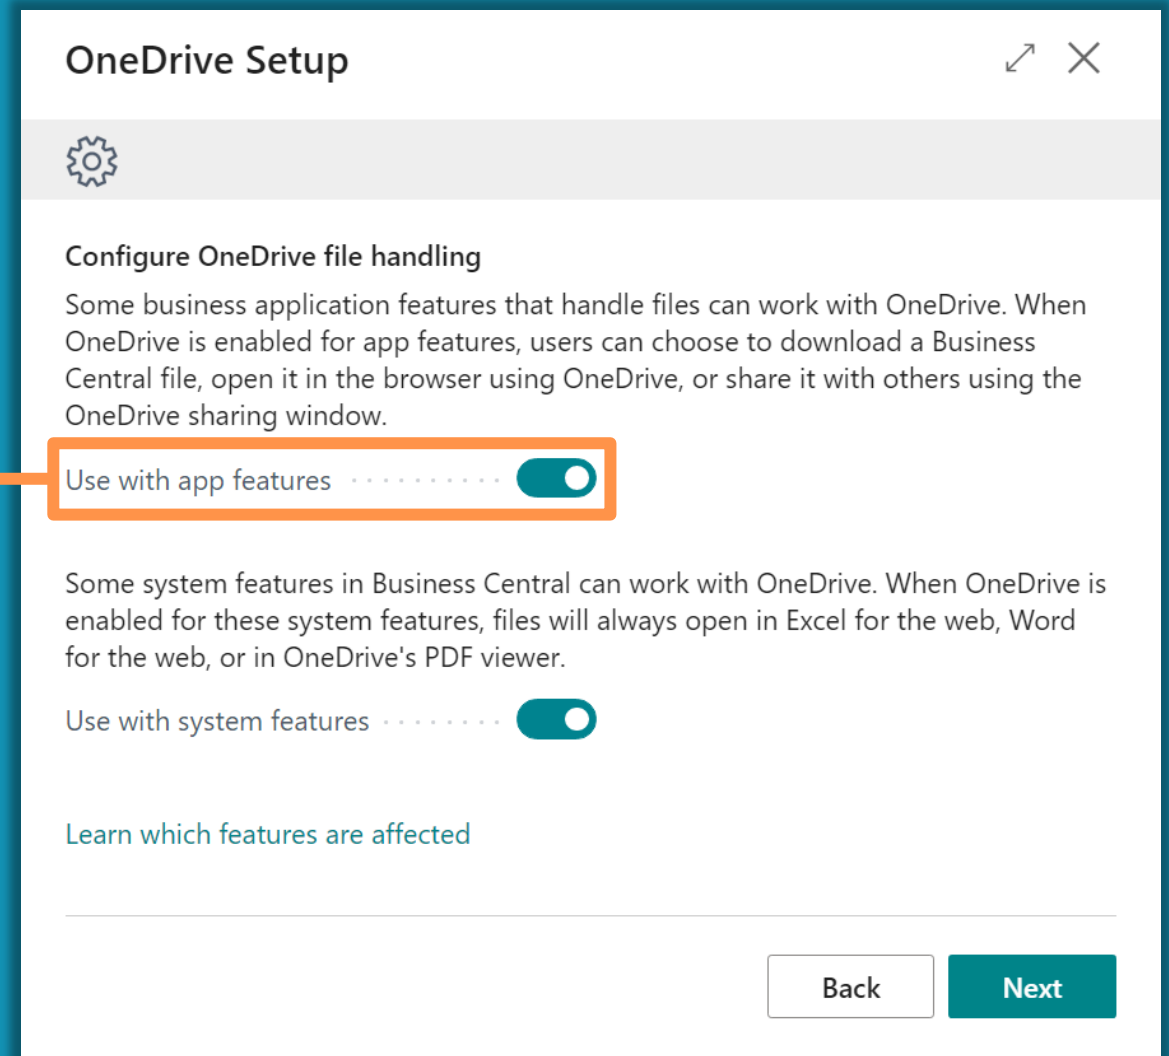 OneDrive Setup
Configure OneDrive file handling
Some business application features that handle files can work with OneDrive. When
OneDrive is enabled for app features, users can choose to download a Business
Central file, open it in the browser using OneDrive, or share it with others using the
OneDrive sharing window.
Use with app features
Some system features in Business Central can work with OneDrive. When OneDrive is
enabled for these system features, files will always open in Excel for the web, Word
for the web, or in OneDrive's PDF viewer.
Use with system features
Learn which features are affected
Back Next